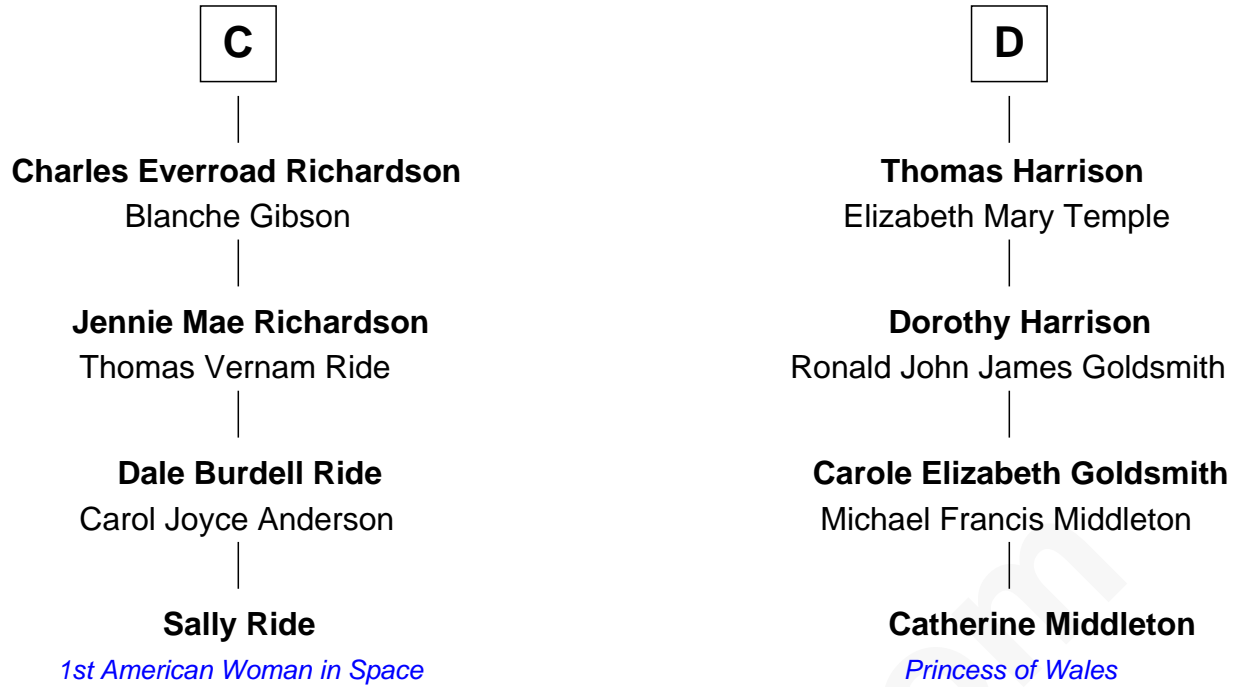 C
Charles Everroad Richardson
Blanche Gibson
Jennie Mae Richardson
Thomas Vernam Ride
Dale Burdell Ride
Carol Joyce Anderson
Sally Ride
1st American Woman in Space
D
Thomas Harrison
Elizabeth Mary Temple
Dorothy Harrison
Ronald John James Goldsmith
Carole Elizabeth Goldsmith
Michael Francis Middleton
Catherine Middleton
Princess of Wales